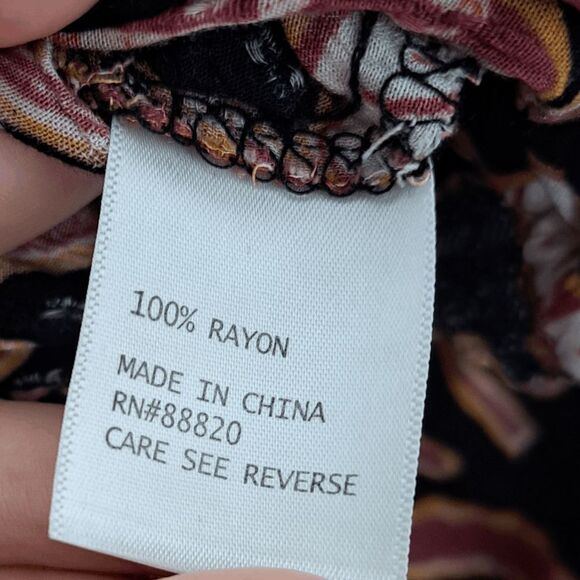 100% RAYON
MADE IN CHINA
RN#88820
CARE SEE REVERSE